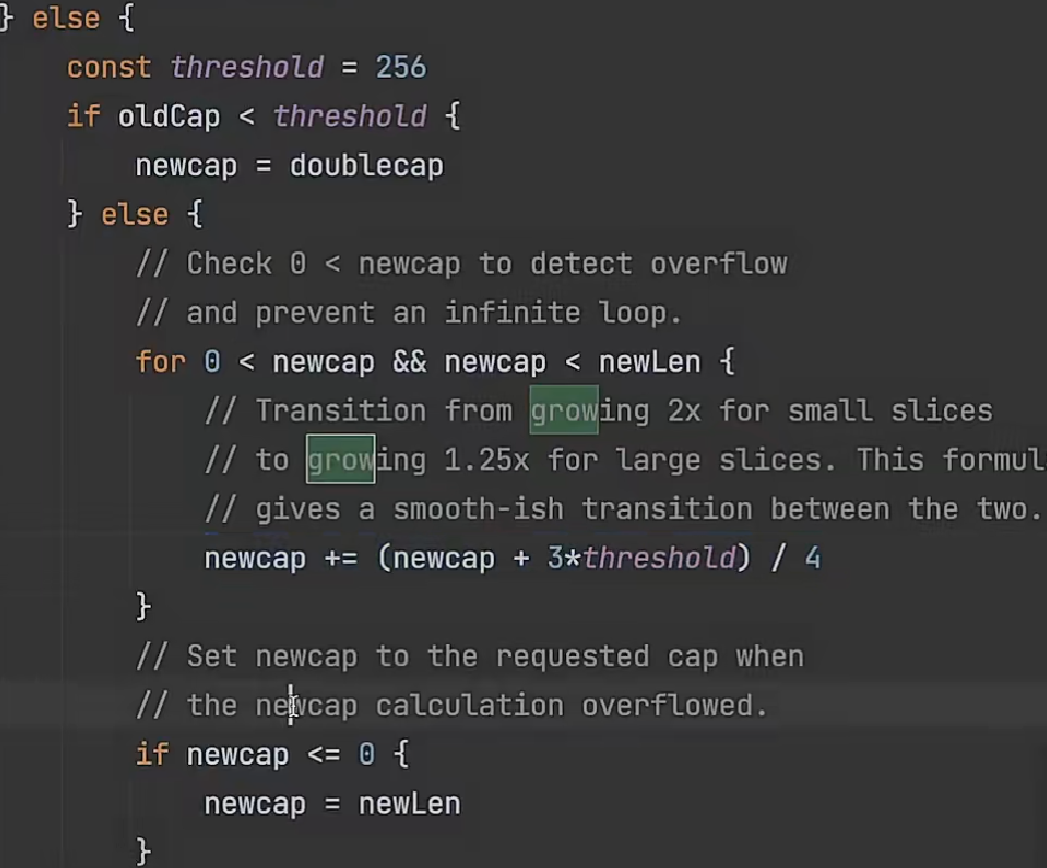 } else {
const threshold = 256
if oldCap < threshold {
newcap = doublecap
} else {
// Check 0 < newcap to detect overflow
// and prevent an infinite loop.
for 0 < newcap && newcap < newLen {
// Transition from growing 2x for small slices
// to growing 1.25x for large slices. This formul
// gives a smooth-ish transition between the two.
newcap += (newcap + 3*threshold) / 4
}
// Set newcap to the requested cap when
// the newcap calculation overflowed.
if newcap <= 0 {
newcap = newLen
}